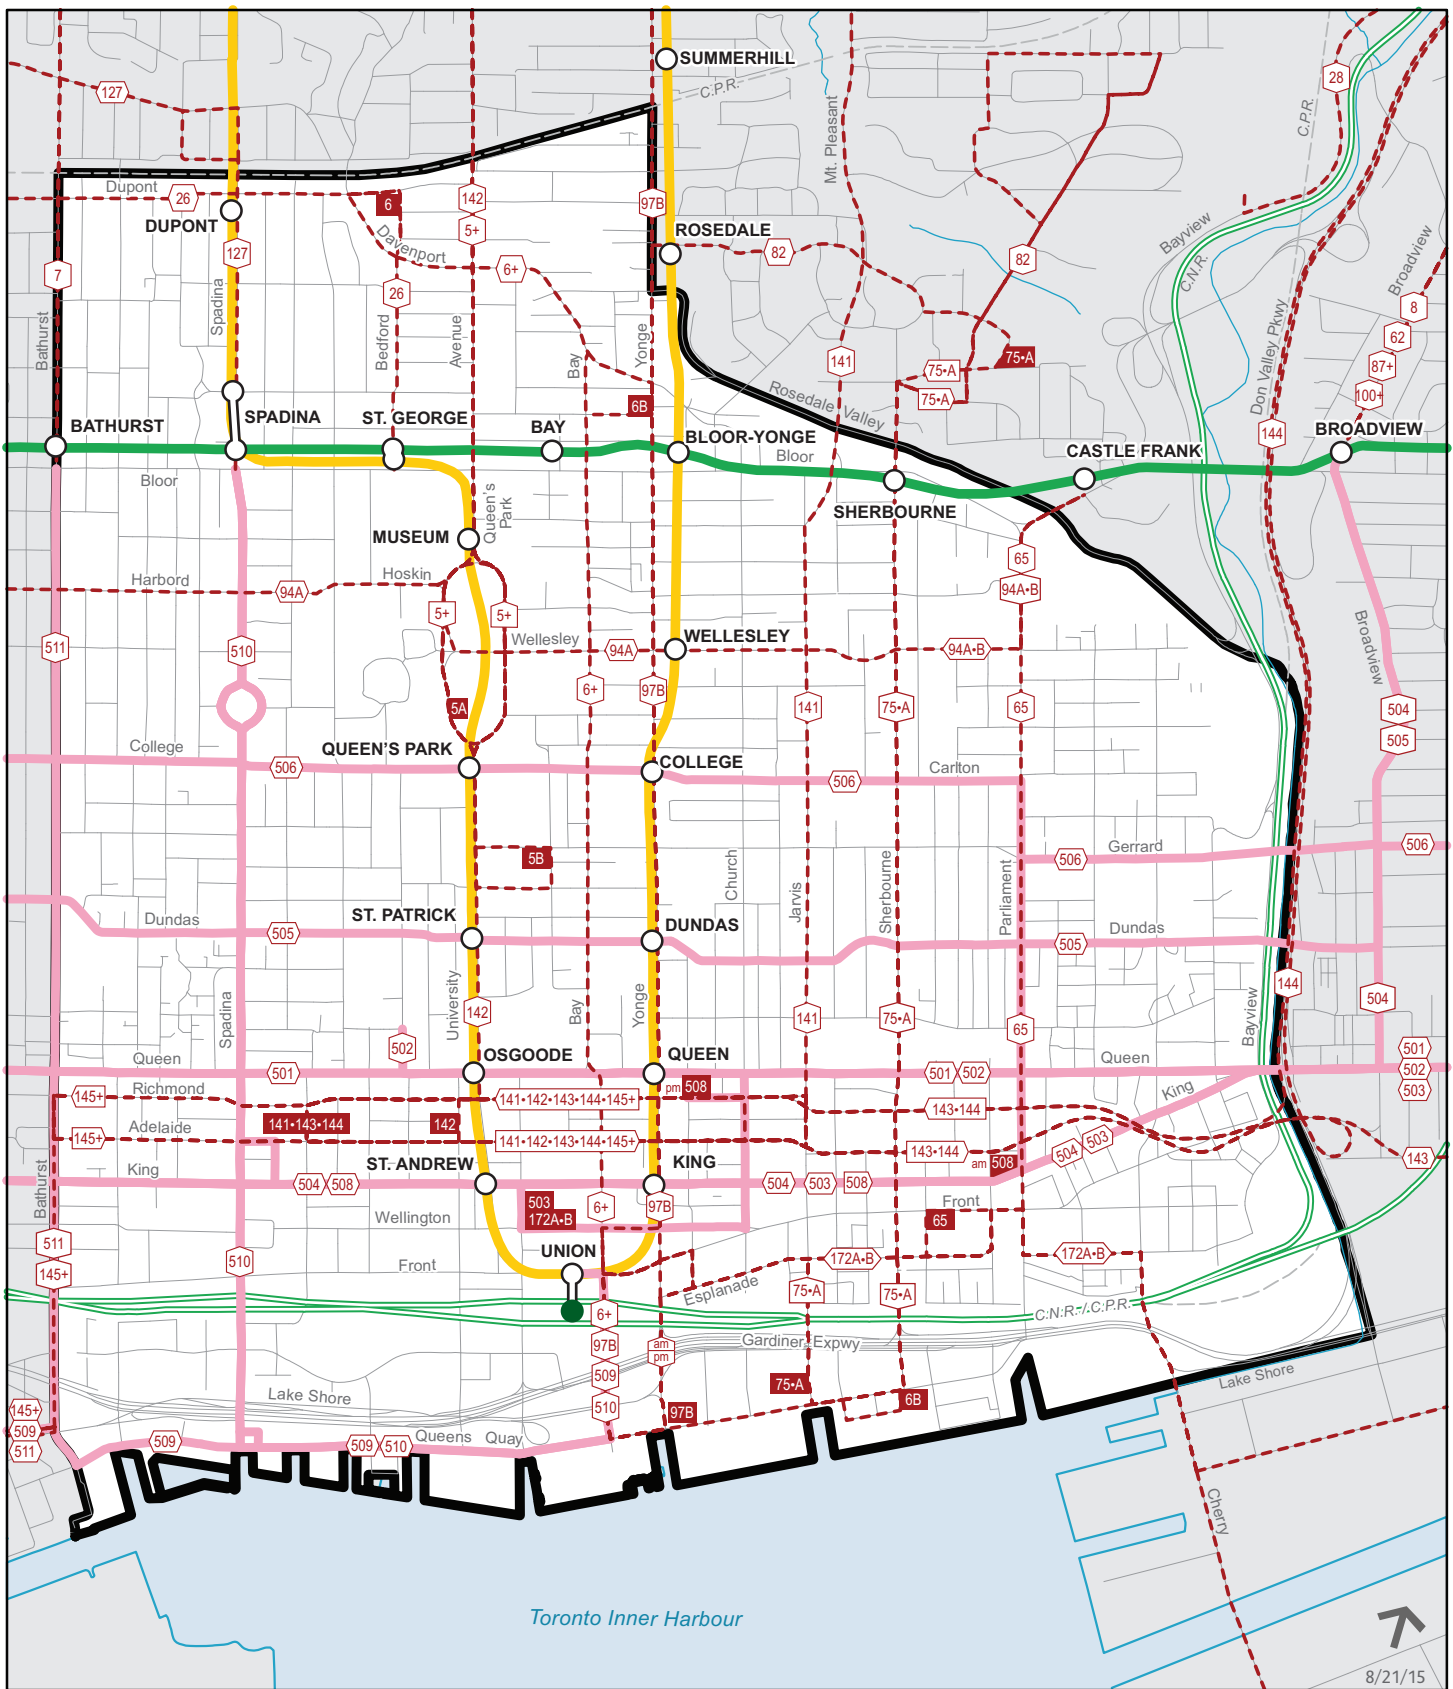 SUMMERHILL
C.P.R.
127
28
C.P.R.
Mt. Pleasant
Dupont
26
6
142
97B
DUPONT
5+
ROSEDALE
Bayview
127
Davenport
82
82
C.N.R.
Broadview
7
6+
26
8
Spadina
Bathurst
Bedford
Avenue
Bay
Yonge
62
Don Valley Pkwy
141
75•A
75•A
87+
75•A
100+
6B
Rosedale Valley
BATHURST
SPADINA
ST. GEORGE
BAY
BLOOR-YONGE
144
BROADVIEW
Bloor
CASTLE FRANK
Bloor
Queen's
Park
SHERBOURNE
MUSEUM
65
Harbord
94A
Hoskin
94A•B
5+
5+
Broadview
511
510
Wellesley
94A
WELLESLEY
94A•B
6+
97B
5A
141
75•A
65
504
505
College
QUEEN'S PARK
506
COLLEGE
506
Carlton
Gerrard
506
506
5B
Church
Jarvis
Sherbourne
Parliament
Dundas
505
ST. PATRICK
DUNDAS
505
Dundas
144
504
Spadina
University
142
Bay
Yonge
141
75•A
65
Bayview
502
Queen
501
OSGOODE
QUEEN
501
502
Queen
501
502
503
Richmond
145+
141•142•143•144•145+
pm 508
143•144
King
141•143•144
142
145+
Adelaide
141•142•143•144•145+
143•144
504
503
143
King
504
508
ST. ANDREW
KING
504
503
508
am 508
Bathurst
503
172A•B
6+
97B
Front
65
Wellington
511
145+
510
Front
UNION
172A•B
172A•B
Esplanade
75•A
75•A
C.N.R./C.P.R.
6+
97B
509
510
am
pm
Gardiner Expwy
Lake Shore
Lake Shore
75•A
6B
97B
145+
509
511
509
509
510
Queens Quay
Cherry
Toronto Inner Harbour
8/21/15